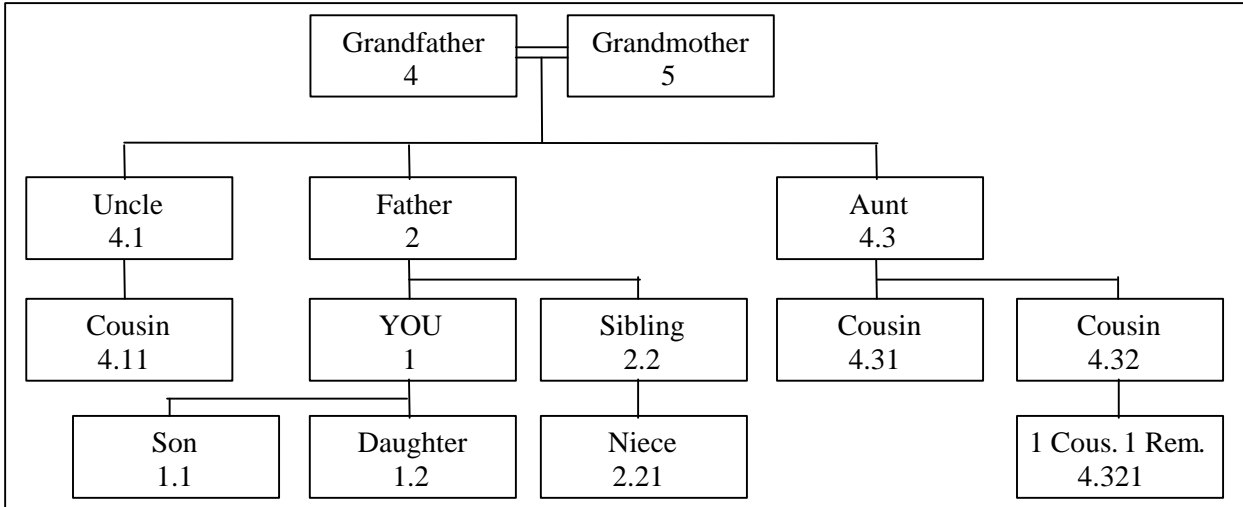 Grandfather
4
Grandmother
5
Uncle
4.1
Father
2
Aunt
4.3
Cousin
4.11
YOU
1
Sibling
2.2
Cousin
4.31
Cousin
4.32
Son
1.1
Daughter
1.2
Niece
2.21
1 Cous. 1 Rem.
4.321